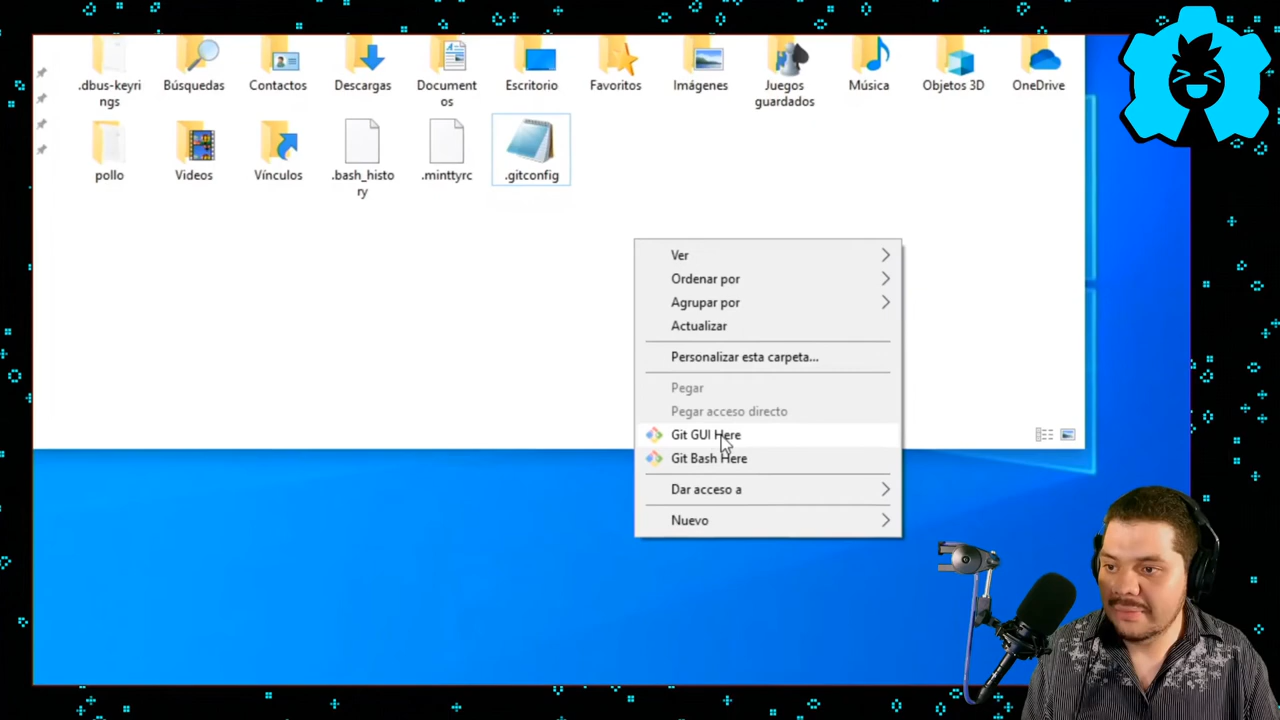 .dbus-keyri
ngs
Búsquedas
Contactos
Descargas
Document
os
Escritorio
Favoritos
Imágenes
Juegos
guardados
Música
Objetos 3D
OneDrive
pollo
Videos
Vínculos
.bash_histo
ry
.minttyrc
.gitconfig
Ver
Ordenar por
Agrupar por
Actualizar
Personalizar esta carpeta...
Pegar
Pegar acceso directo
Git GUI Here
Git Bash Here
Dar acceso a
Nuevo